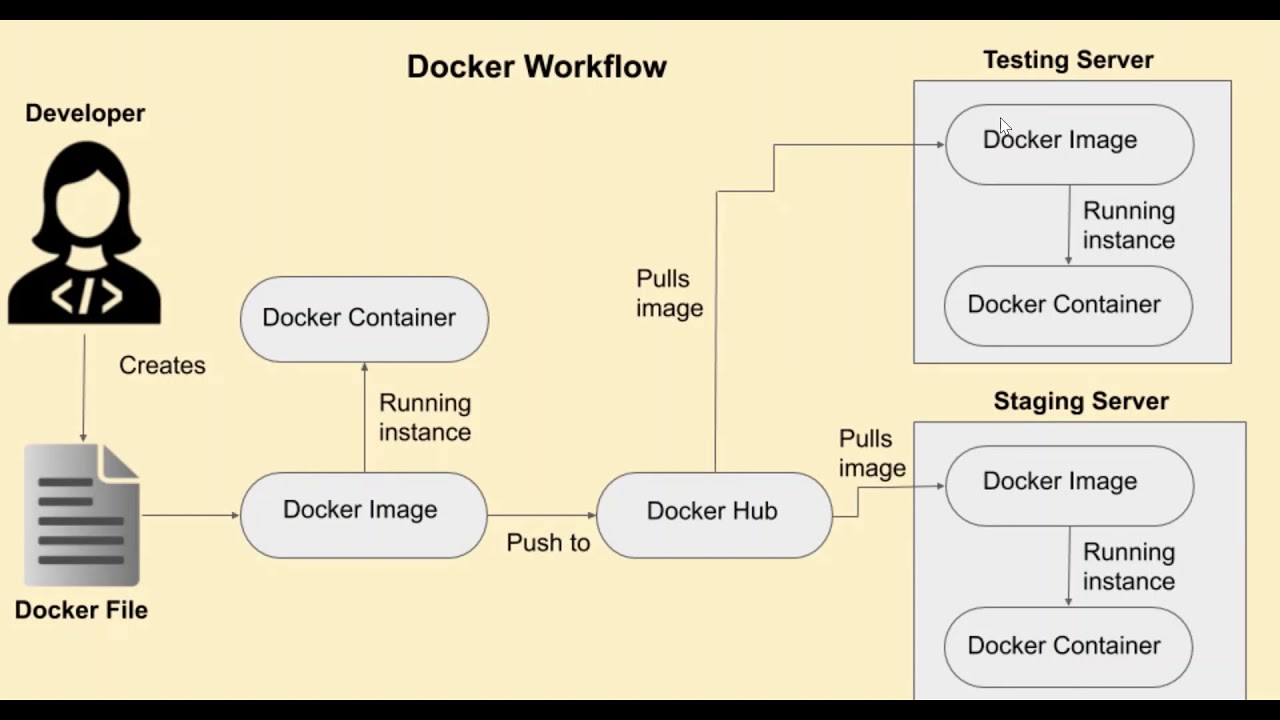 Docker Workflow
Developer
</>
Creates
Docker File
Docker Container
Running
instance
Docker Image
Push to
Docker Hub
Pulls
image
Pulls
image
Testing Server
Docker Image
Running
instance
Docker Container
Staging Server
Docker Image
Running
instance
Docker Container